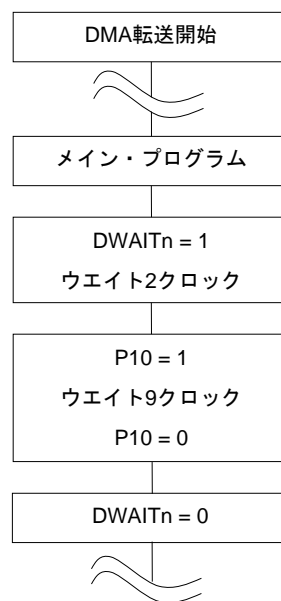 DMA転送開始
メイン・プログラム
DWAITn = 1
ウエイト2クロック
P10 = 1
ウエイト9クロック
P10 = 0
DWAITn = 0